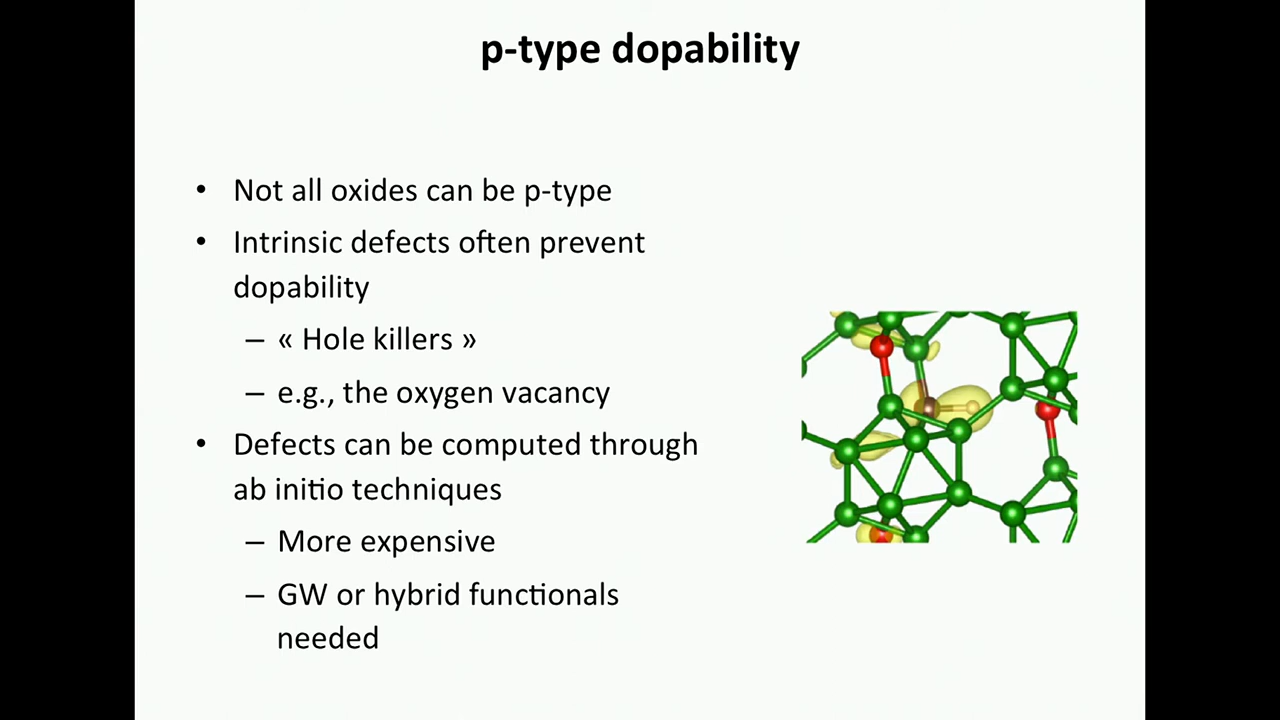 p-type dopability
• Not all oxides can be p-type
• Intrinsic defects often prevent
dopability
– « Hole killers »
– e.g., the oxygen vacancy
• Defects can be computed through
ab initio techniques
– More expensive
– GW or hybrid functionals
needed